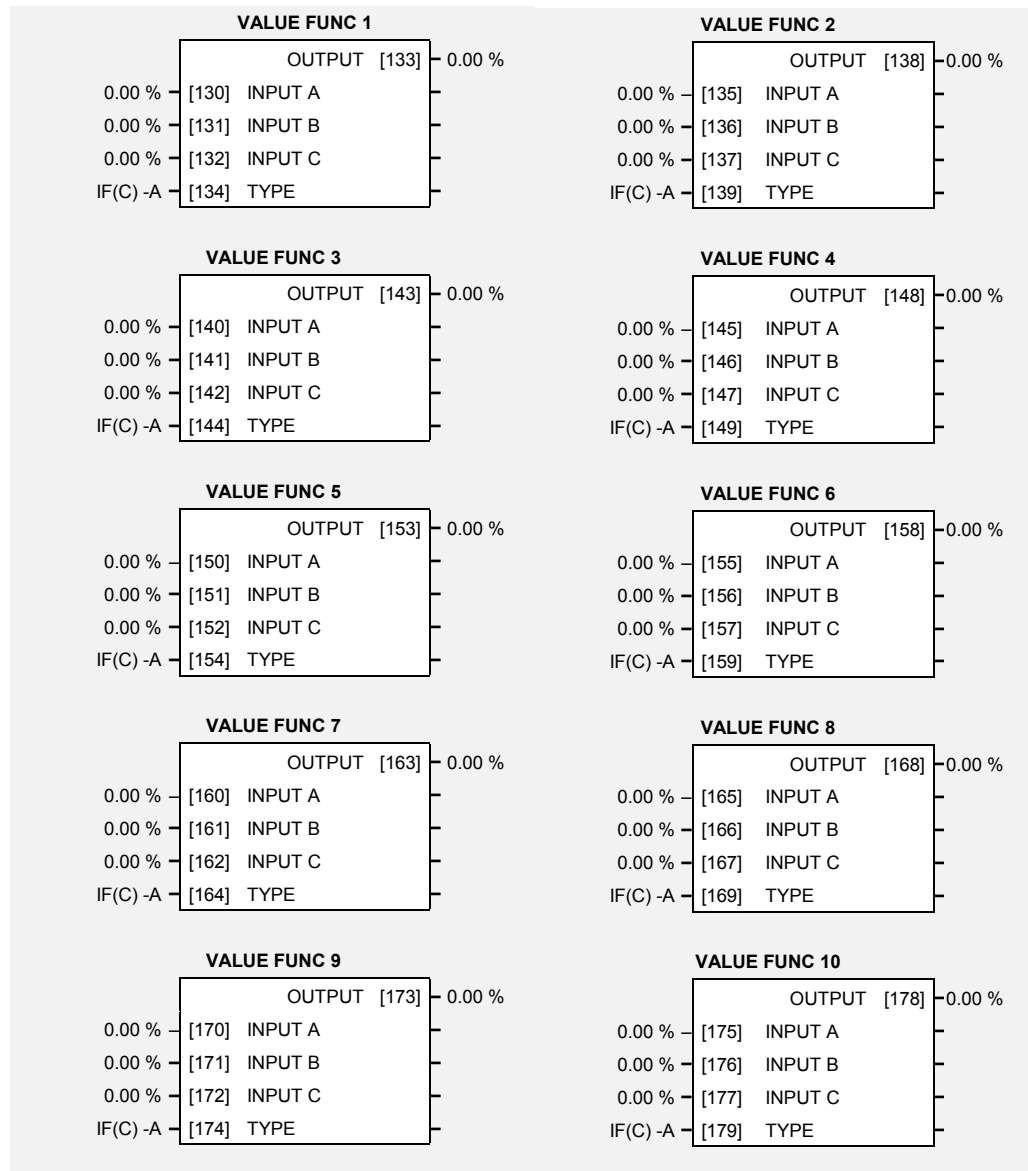 VALUE FUNC 1
OUTPUT [133] 0.00 %
0.00 % [130] INPUT A
0.00 % [131] INPUT B
0.00 % [132] INPUT C
IF(C) -A [134] TYPE
VALUE FUNC 2
OUTPUT [138] 0.00 %
0.00 % [135] INPUT A
0.00 % [136] INPUT B
0.00 % [137] INPUT C
IF(C) -A [139] TYPE
VALUE FUNC 3
OUTPUT [143] 0.00 %
0.00 % [140] INPUT A
0.00 % [141] INPUT B
0.00 % [142] INPUT C
IF(C) -A [144] TYPE
VALUE FUNC 4
OUTPUT [148] 0.00 %
0.00 % [145] INPUT A
0.00 % [146] INPUT B
0.00 % [147] INPUT C
IF(C) -A [149] TYPE
VALUE FUNC 5
OUTPUT [153] 0.00 %
0.00 % [150] INPUT A
0.00 % [151] INPUT B
0.00 % [152] INPUT C
IF(C) -A [154] TYPE
VALUE FUNC 6
OUTPUT [158] 0.00 %
0.00 % [155] INPUT A
0.00 % [156] INPUT B
0.00 % [157] INPUT C
IF(C) -A [159] TYPE
VALUE FUNC 7
OUTPUT [163] 0.00 %
0.00 % [160] INPUT A
0.00 % [161] INPUT B
0.00 % [162] INPUT C
IF(C) -A [164] TYPE
VALUE FUNC 8
OUTPUT [168] 0.00 %
0.00 % [165] INPUT A
0.00 % [166] INPUT B
0.00 % [167] INPUT C
IF(C) -A [169] TYPE
VALUE FUNC 9
OUTPUT [173] 0.00 %
0.00 % [170] INPUT A
0.00 % [171] INPUT B
0.00 % [172] INPUT C
IF(C) -A [174] TYPE
VALUE FUNC 10
OUTPUT [178] 0.00 %
0.00 % [175] INPUT A
0.00 % [176] INPUT B
0.00 % [177] INPUT C
IF(C) -A [179] TYPE